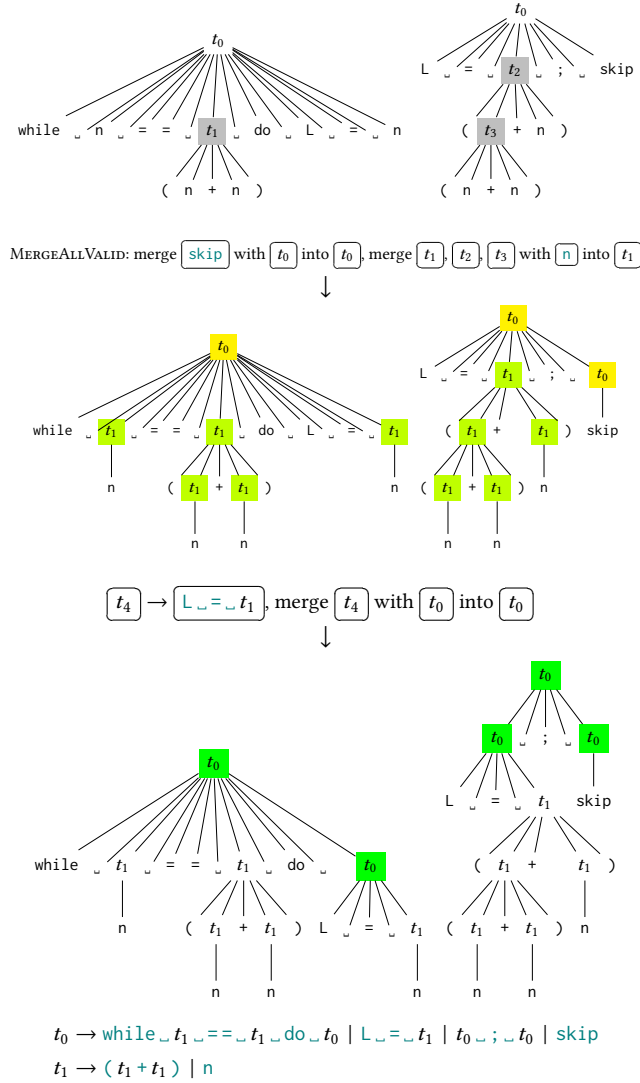 t₀
t₀
L ␣ = ␣ t₂ ␣ ; ␣ skip
while ␣ n ␣ = = ␣ t₁ ␣ do ␣ L ␣ = ␣ n
( t₃ + n )
( n + n )
( n + n )
MERGEALLVALID: merge skip with t₀ into t₀, merge t₁, t₂, t₃ with n into t₁
↓
t₀
t₀
L ␣ = ␣ t₁ ␣ ; ␣ t₀
while ␣ t₁ ␣ = = ␣ t₁ ␣ do ␣ L ␣ = ␣ t₁
( t₁ + t₁ ) skip
n ( t₁ + t₁ ) n
( t₁ + t₁ ) n
n n
n n
t₄ → L ␣ = ␣ t₁, merge t₄ with t₀ into t₀
↓
t₀
t₀ ␣ ; ␣ t₀
t₀
L ␣ = ␣ t₁ skip
while ␣ t₁ ␣ = = ␣ t₁ ␣ do ␣ t₀
( t₁ + t₁ )
n ( t₁ + t₁ ) L ␣ = ␣ t₁
( t₁ + t₁ ) n
n n n
n n
t₀ → while ␣ t₁ ␣ == ␣ t₁ ␣ do ␣ t₀ | L ␣ = ␣ t₁ | t₀ ␣ ; ␣ t₀ | skip
t₁ → ( t₁ + t₁ ) | n